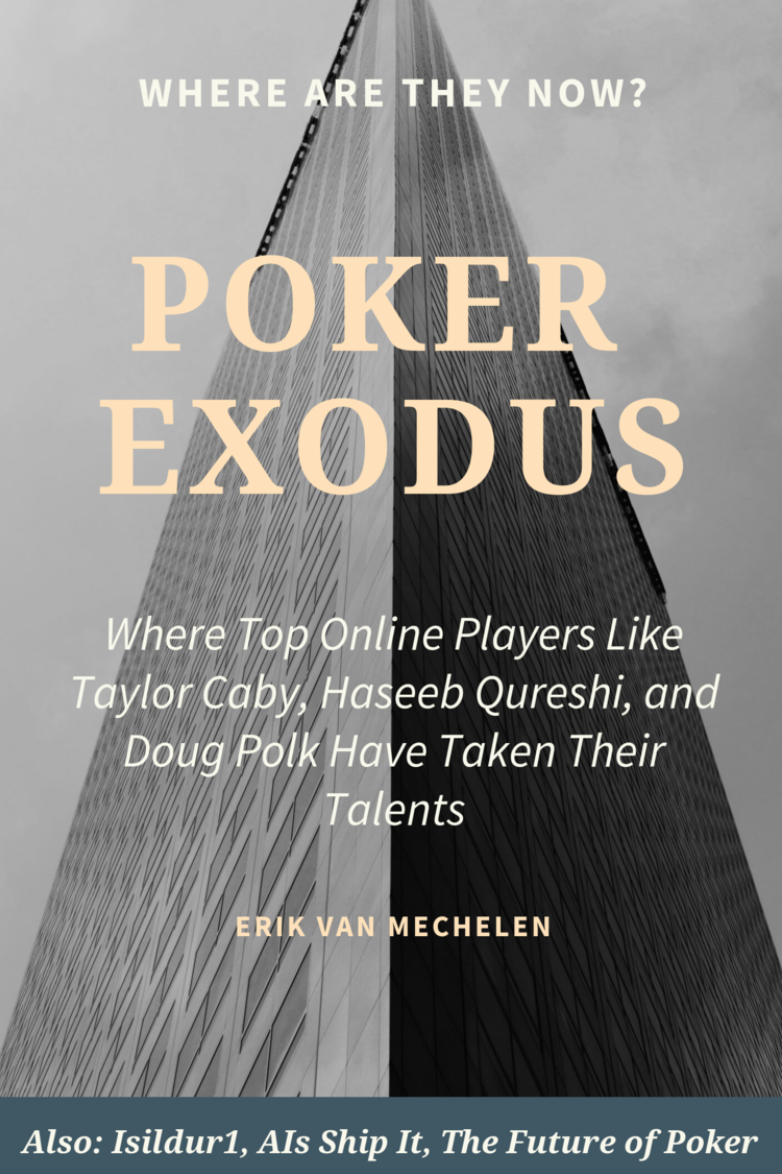 WHERE ARE THEY NOW?
POKER
EXODUS
Where Top Online Players Like
Taylor Caby, Haseeb Qureshi, and
Doug Polk Have Taken Their
Talents
ERIK VAN MECHELEN
Also: Isildur1, AIs Ship It, The Future of Poker